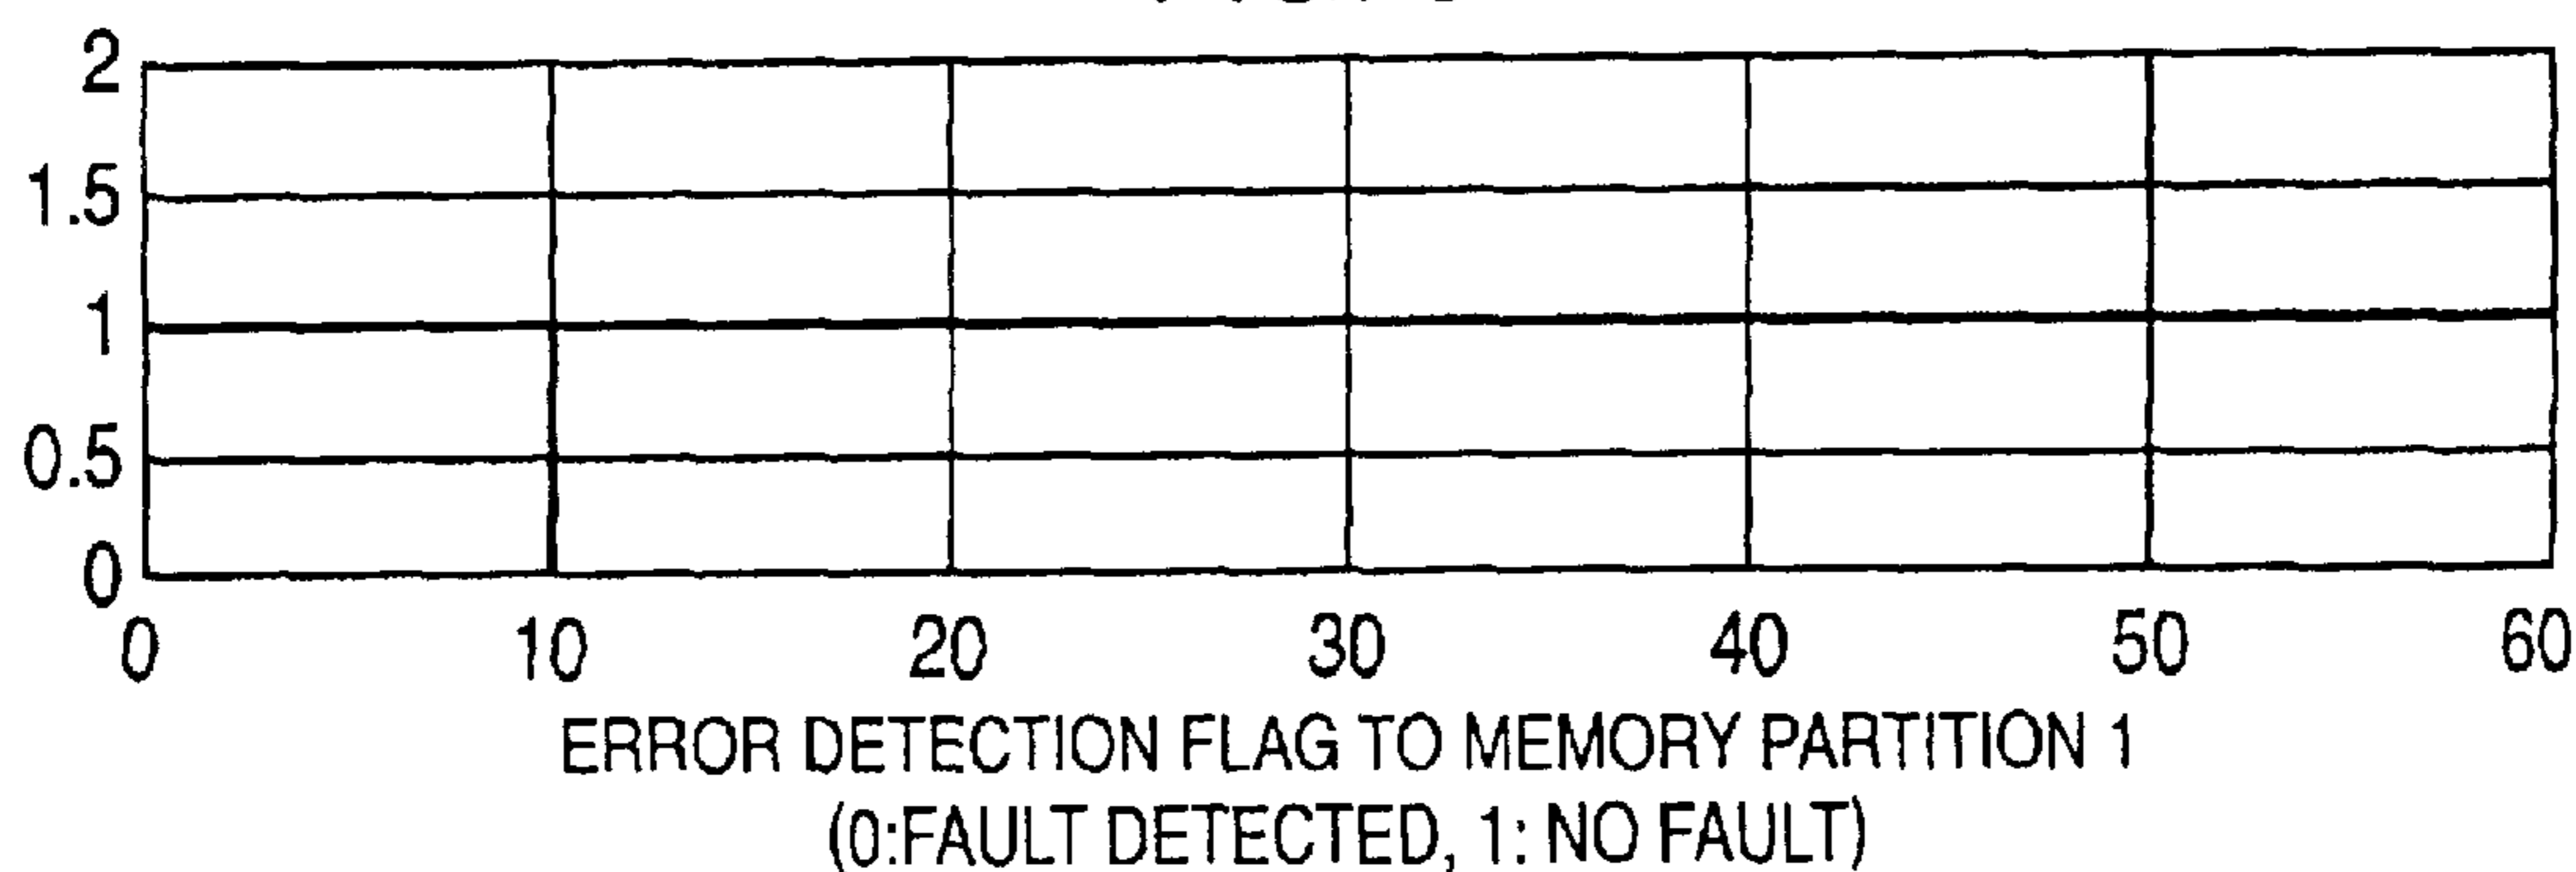 2
1.5
1
0.5
0
0 10 20 30 40 50 60
ERROR DETECTION FLAG TO MEMORY PARTITION 1
(0:FAULT DETECTED, 1: NO FAULT)